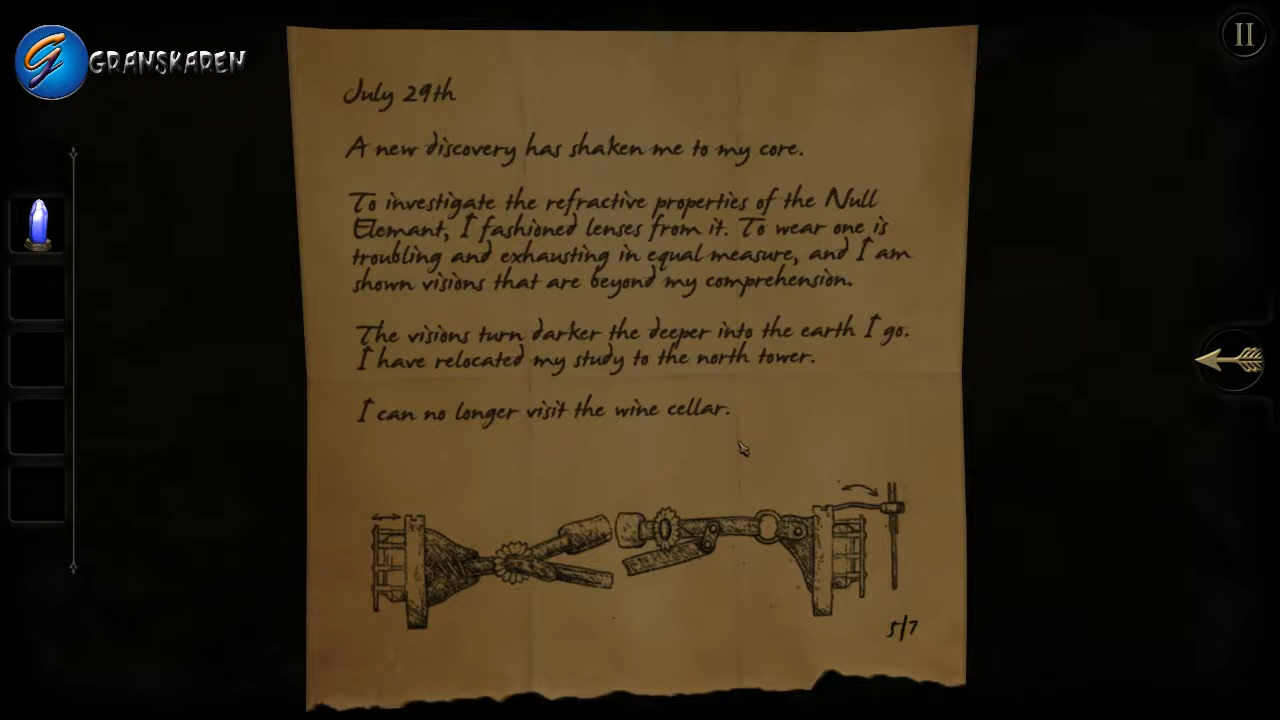 GRANSKAREN
July 29th
A new discovery has shaken me to my core.
To investigate the refractive properties of the Null
Elemant, I fashioned lenses from it. To wear one is
troubling and exhausting in equal measure, and I am
shown visions that are beyond my comprehension.
The visions turn darker the deeper into the earth I go.
I have relocated my study to the north tower.
I can no longer visit the wine cellar.
5/7